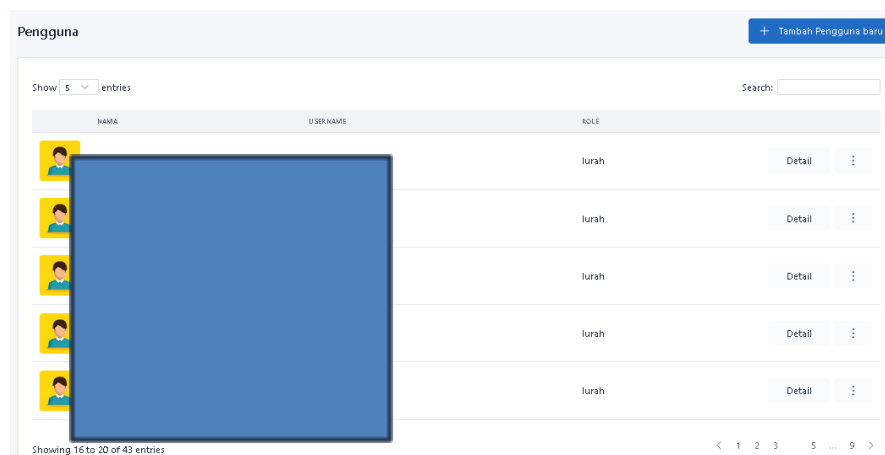 Pengguna
+ Tambah Pengguna baru
Show 5 entries
Search:
NAMA USERNAME ROLE
lurah Detail
lurah Detail
lurah Detail
lurah Detail
lurah Detail
Showing 16 to 20 of 43 entries
< 1 2 3 5 ... 9 >